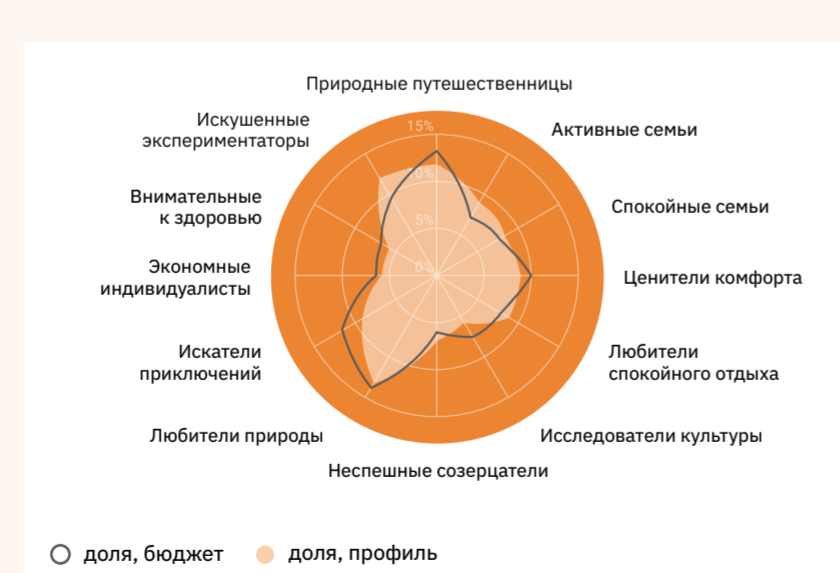 Природные путешественницы
Искушенные
экспериментаторы
15%
Активные семьи
10%
Внимательные
к здоровью
Спокойные семьи
5%
Экономные
индивидуалисты
0%
Ценители комфорта
Искатели
приключений
Любители
спокойного отдыха
Любители природы
Исследователи культуры
Неспешные созерцатели
доля, бюджет
доля, профиль